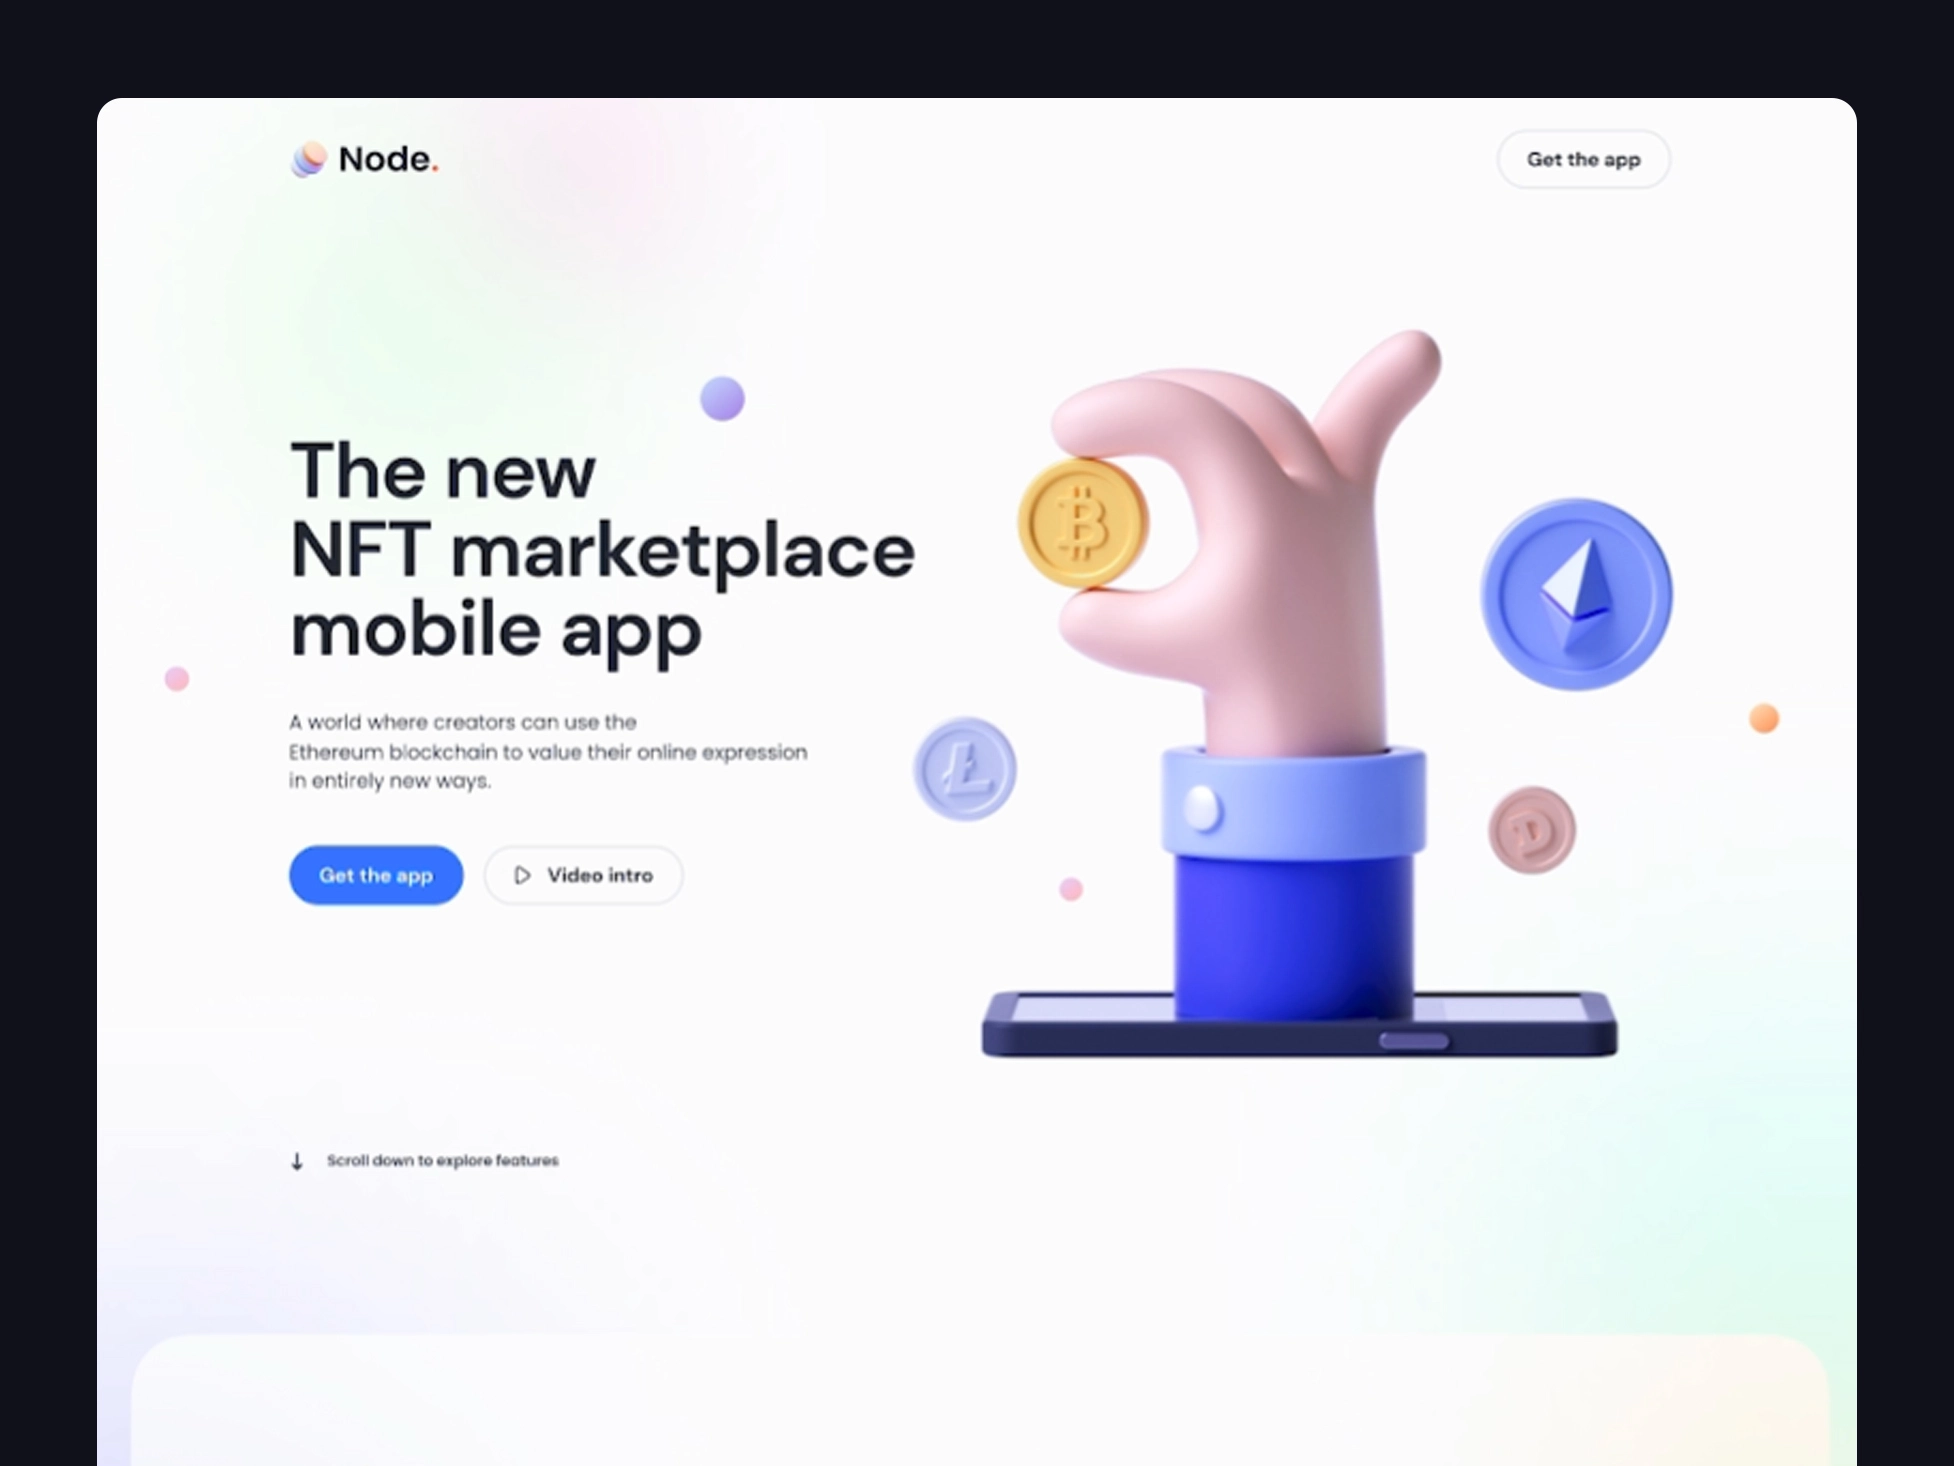 Node.
Get the app
The new
NFT marketplace
mobile app
A world where creators can use the
Ethereum blockchain to value their online expression
in entirely new ways.
Get the app
Video intro
Scroll down to explore features